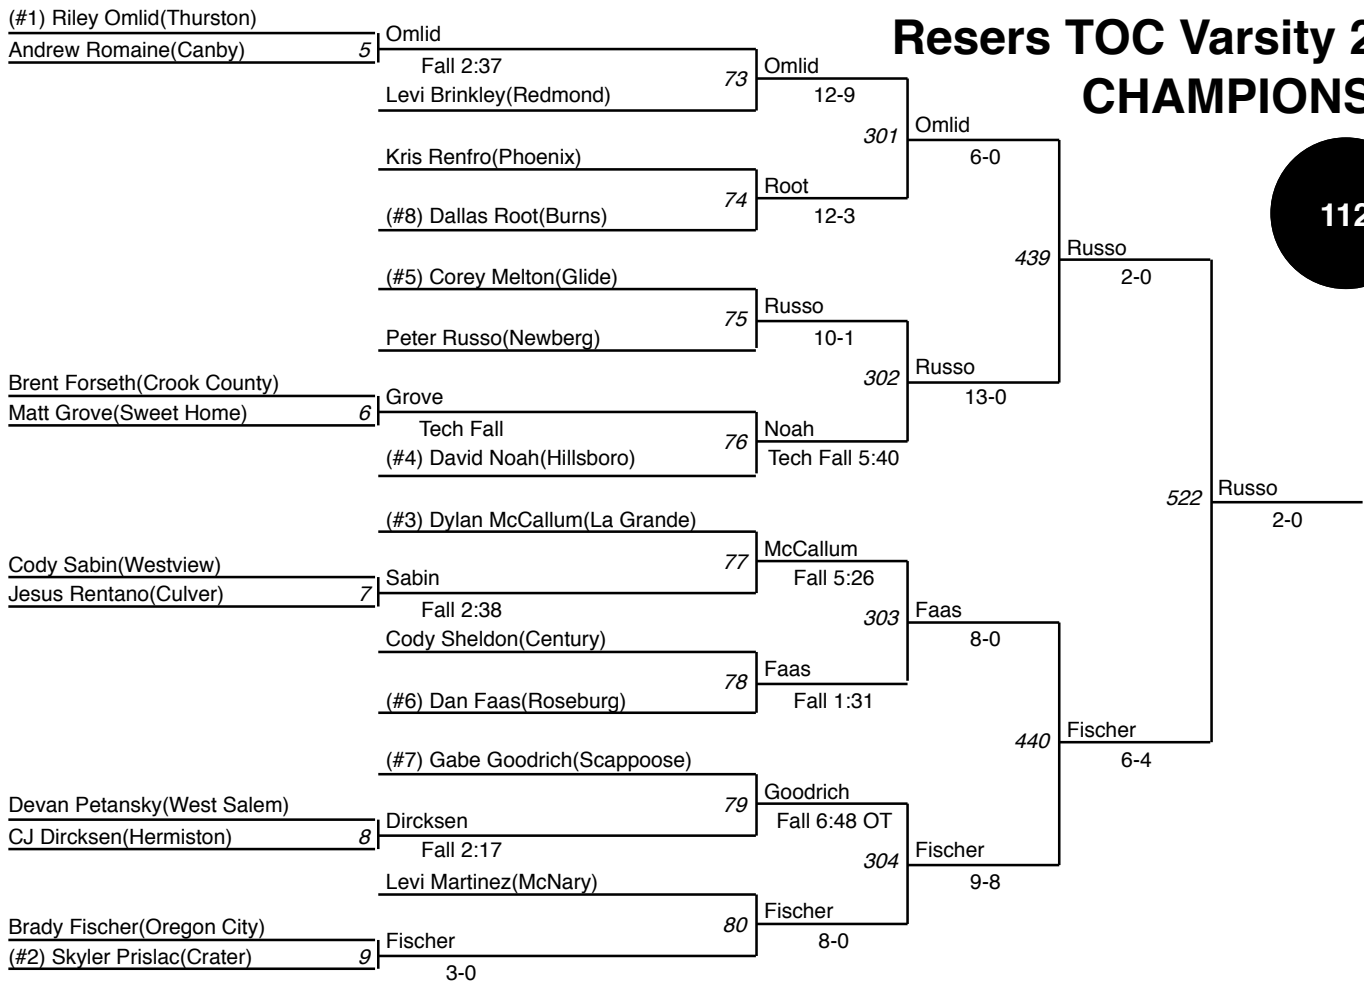 (#1) Riley Omlid(Thurston)
Andrew Romaine(Canby) 5
Omlid
Fall 2:37
Levi Brinkley(Redmond)
73
Omlid
12-9
Resers TOC Varsity 2
CHAMPIONS
112
Kris Renfro(Phoenix)
(#8) Dallas Root(Burns)
74
Root
12-3
301
Omlid
6-0
(#5) Corey Melton(Glide)
Peter Russo(Newberg)
75
Russo
10-1
Brent Forseth(Crook County)
Matt Grove(Sweet Home) 6
Grove
Tech Fall
(#4) David Noah(Hillsboro)
76
Noah
Tech Fall 5:40
302
Russo
13-0
439
Russo
2-0
(#3) Dylan McCallum(La Grande)
Cody Sabin(Westview)
Jesus Rentano(Culver) 7
Sabin
Fall 2:38
77
McCallum
Fall 5:26
Cody Sheldon(Century)
(#6) Dan Faas(Roseburg)
78
Faas
Fall 1:31
303
Faas
8-0
(#7) Gabe Goodrich(Scappoose)
Devan Petansky(West Salem)
CJ Dircksen(Hermiston) 8
Dircksen
Fall 2:17
79
Goodrich
Fall 6:48 OT
Levi Martinez(McNary)
Brady Fischer(Oregon City)
(#2) Skyler Prislac(Crater) 9
Fischer
3-0
80
Fischer
8-0
304
Fischer
9-8
440
Fischer
6-4
522
Russo
2-0